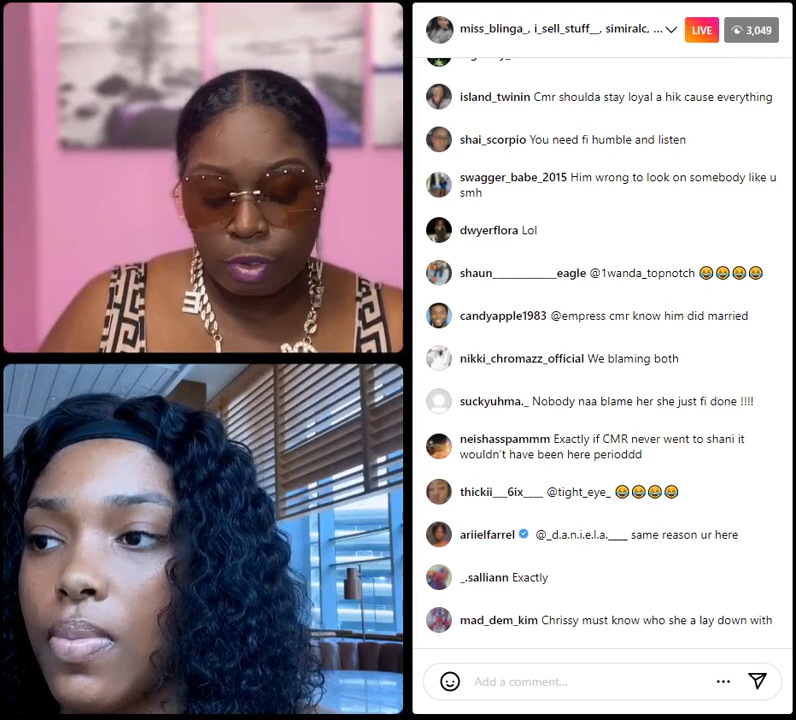 miss_blinga_, i_sell_stuff__, simiralc, ...
LIVE
3,049
island_twinin Cmr shoulda stay loyal a hik cause everything
shai_scorpio You need fi humble and listen
swagger_babe_2015 Him wrong to look on somebody like u
smh
dwyerflora Lol
shaun____________eagle @1wanda_topnotch 😂😂😂😂
candyapple1983 @empress cmr know him did married
nikki_chromazz_official We blaming both
suckyuhma._ Nobody naa blame her she just fi done !!!!
neishasspammm Exactly if CMR never went to shani it
wouldn't have been here perioddd
thickii___6ix____ @tight_eye_ 😂😂😂😂
ariielfarrel @_d.a.n.i.e.l.a.____ same reason ur here
_.salliann Exactly
mad_dem_kim Chrissy must know who she a lay down with
Add a comment...